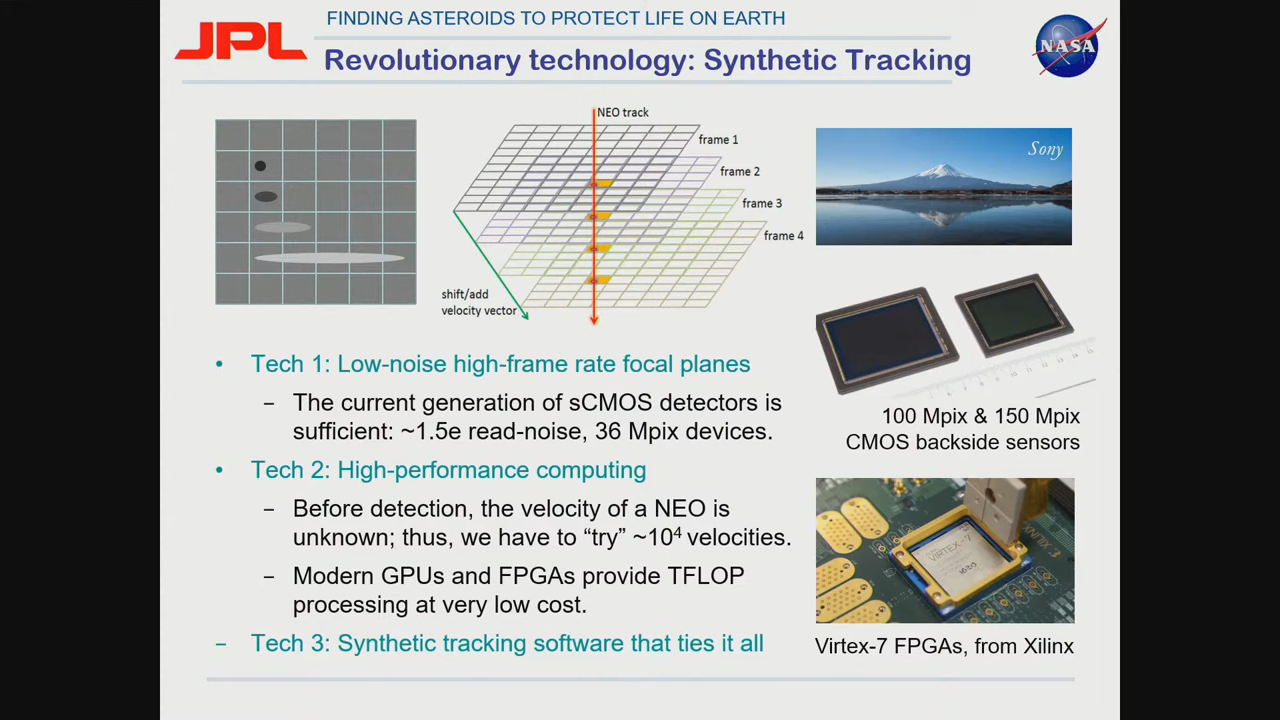 FINDING ASTEROIDS TO PROTECT LIFE ON EARTH
JPL
Revolutionary technology: Synthetic Tracking
NASA
NEO track
frame 1
frame 2
frame 3
frame 4
shift/add
velocity vector
Sony
• Tech 1: Low-noise high-frame rate focal planes
– The current generation of sCMOS detectors is
sufficient: ~1.5e read-noise, 36 Mpix devices.
• Tech 2: High-performance computing
– Before detection, the velocity of a NEO is
unknown; thus, we have to “try” ~10⁴ velocities.
– Modern GPUs and FPGAs provide TFLOP
processing at very low cost.
– Tech 3: Synthetic tracking software that ties it all
100 Mpix & 150 Mpix
CMOS backside sensors
VIRTEX-7
XILINX
Virtex-7 FPGAs, from Xilinx